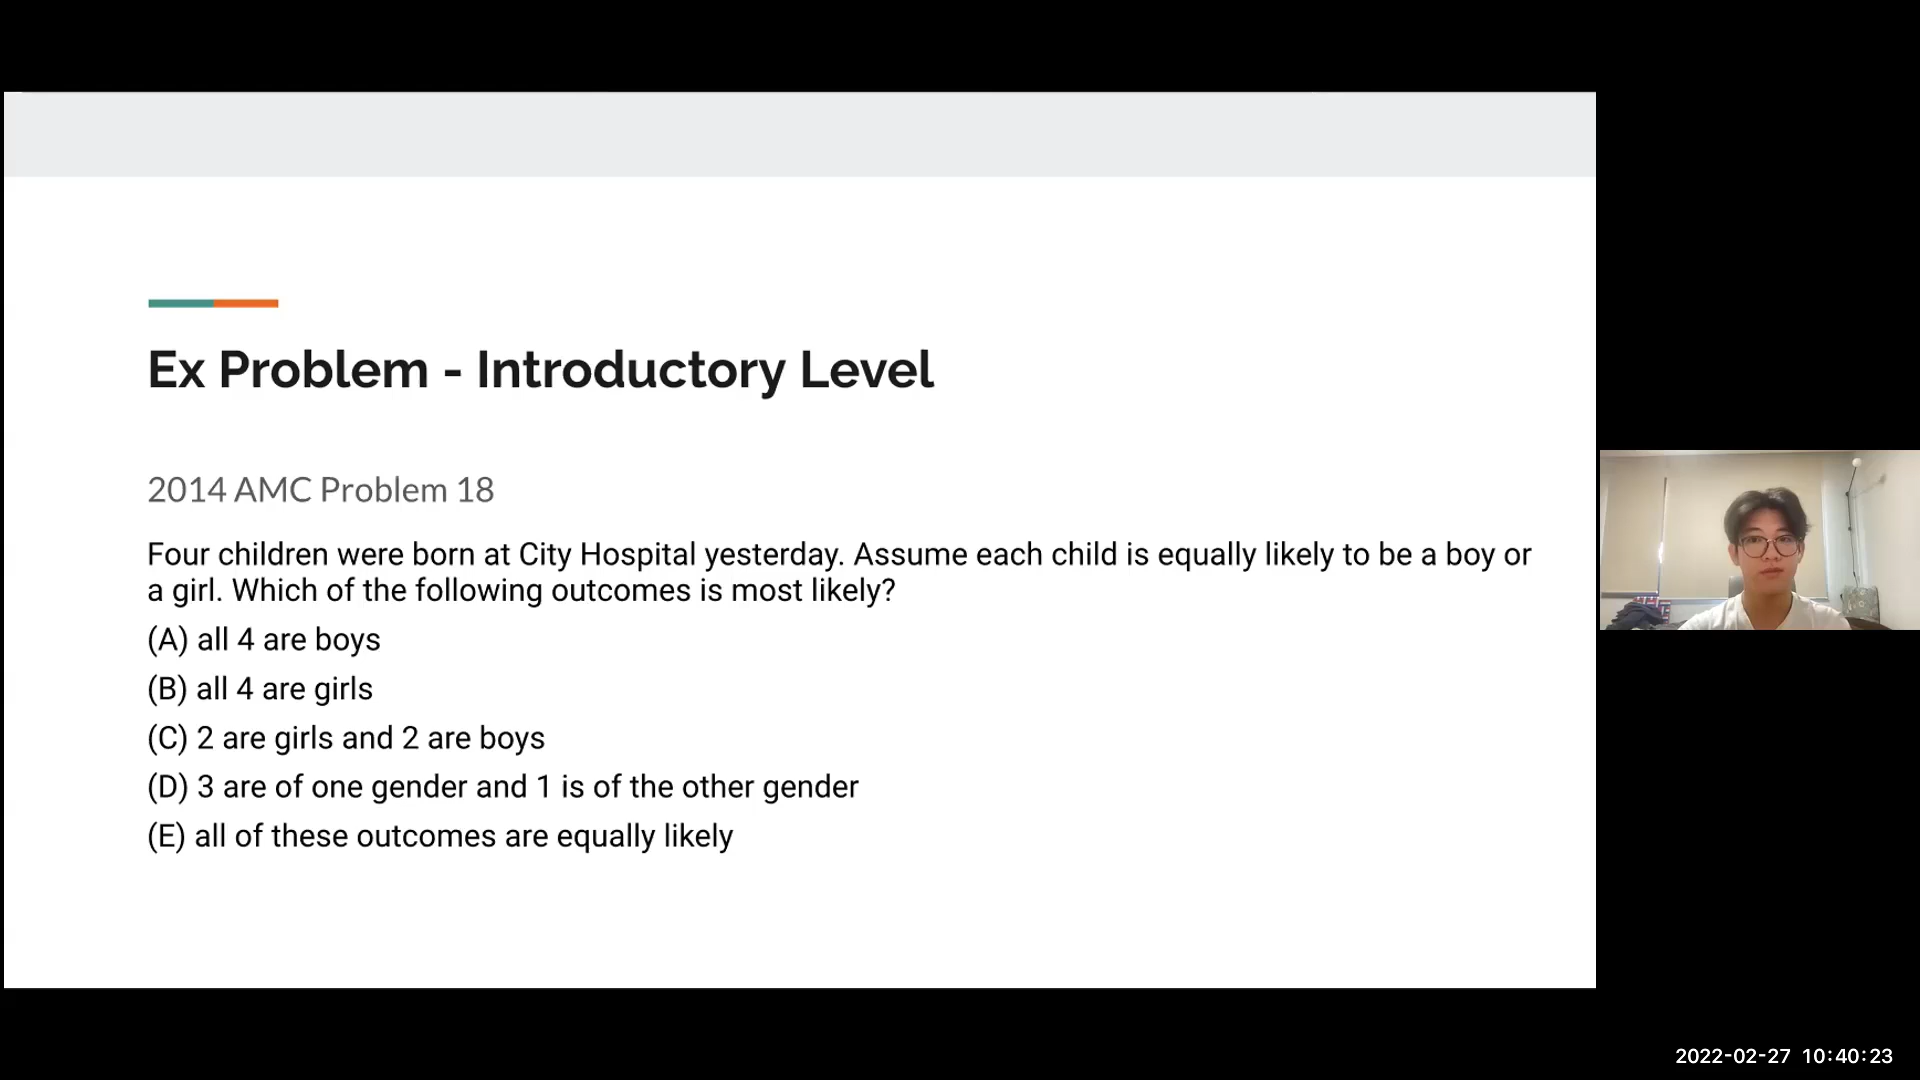 Ex Problem - Introductory Level
2014 AMC Problem 18
Four children were born at City Hospital yesterday. Assume each child is equally likely to be a boy or
a girl. Which of the following outcomes is most likely?
(A) all 4 are boys
(B) all 4 are girls
(C) 2 are girls and 2 are boys
(D) 3 are of one gender and 1 is of the other gender
(E) all of these outcomes are equally likely
2022-02-27 10:40:23